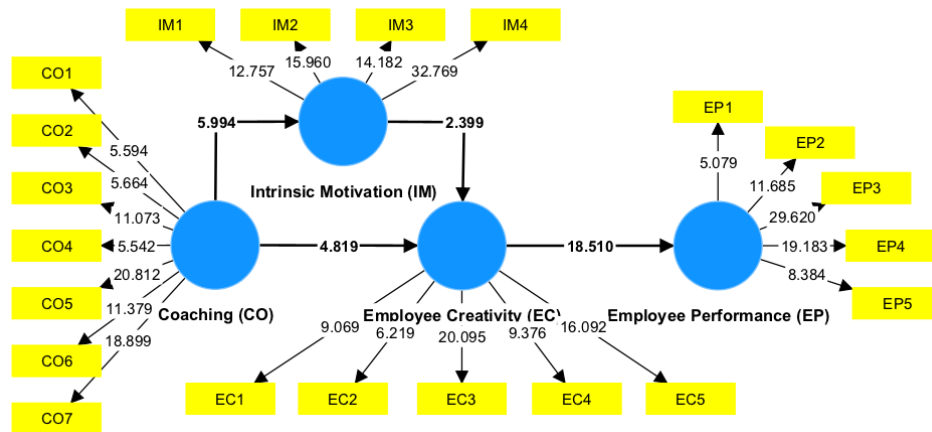 IM1
IM2
IM3
IM4
12.757
15.960
14.182
32.769
CO1
CO2
CO3
CO4
CO5
CO6
CO7
5.594
5.664
11.073
5.542
20.812
11.379
18.899
5.994
2.399
Intrinsic Motivation (IM)
4.819
18.510
Coaching (CO)
Employee Creativity (EC)
Employee Performance (EP)
EP1
EP2
EP3
EP4
EP5
5.079
11.685
29.620
19.183
8.384
9.069
6.219
20.095
9.376
16.092
EC1
EC2
EC3
EC4
EC5